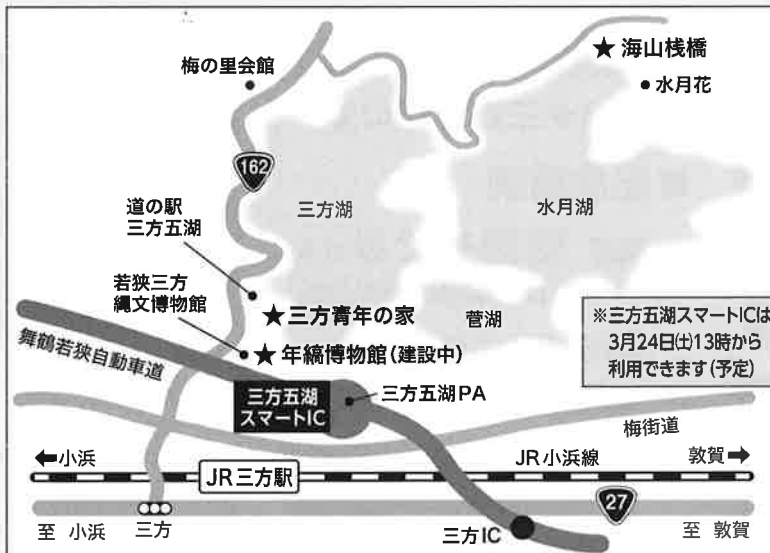 ★ 海山桟橋
梅の里会館
水月花
162
道の駅
三方五湖
三方湖
水月湖
若狭三方
縄文博物館
★三方青年の家
菅湖
※三方五湖スマートICは
3月24日(土)13時から
利用できます(予定)
★年縞博物館(建設中)
舞鶴若狭自動車道
三方五湖
スマートIC
三方五湖PA
梅街道
←小浜
JR三方駅
JR小浜線
敦賀→
27
至 小浜
三方
三方IC
至 敦賀